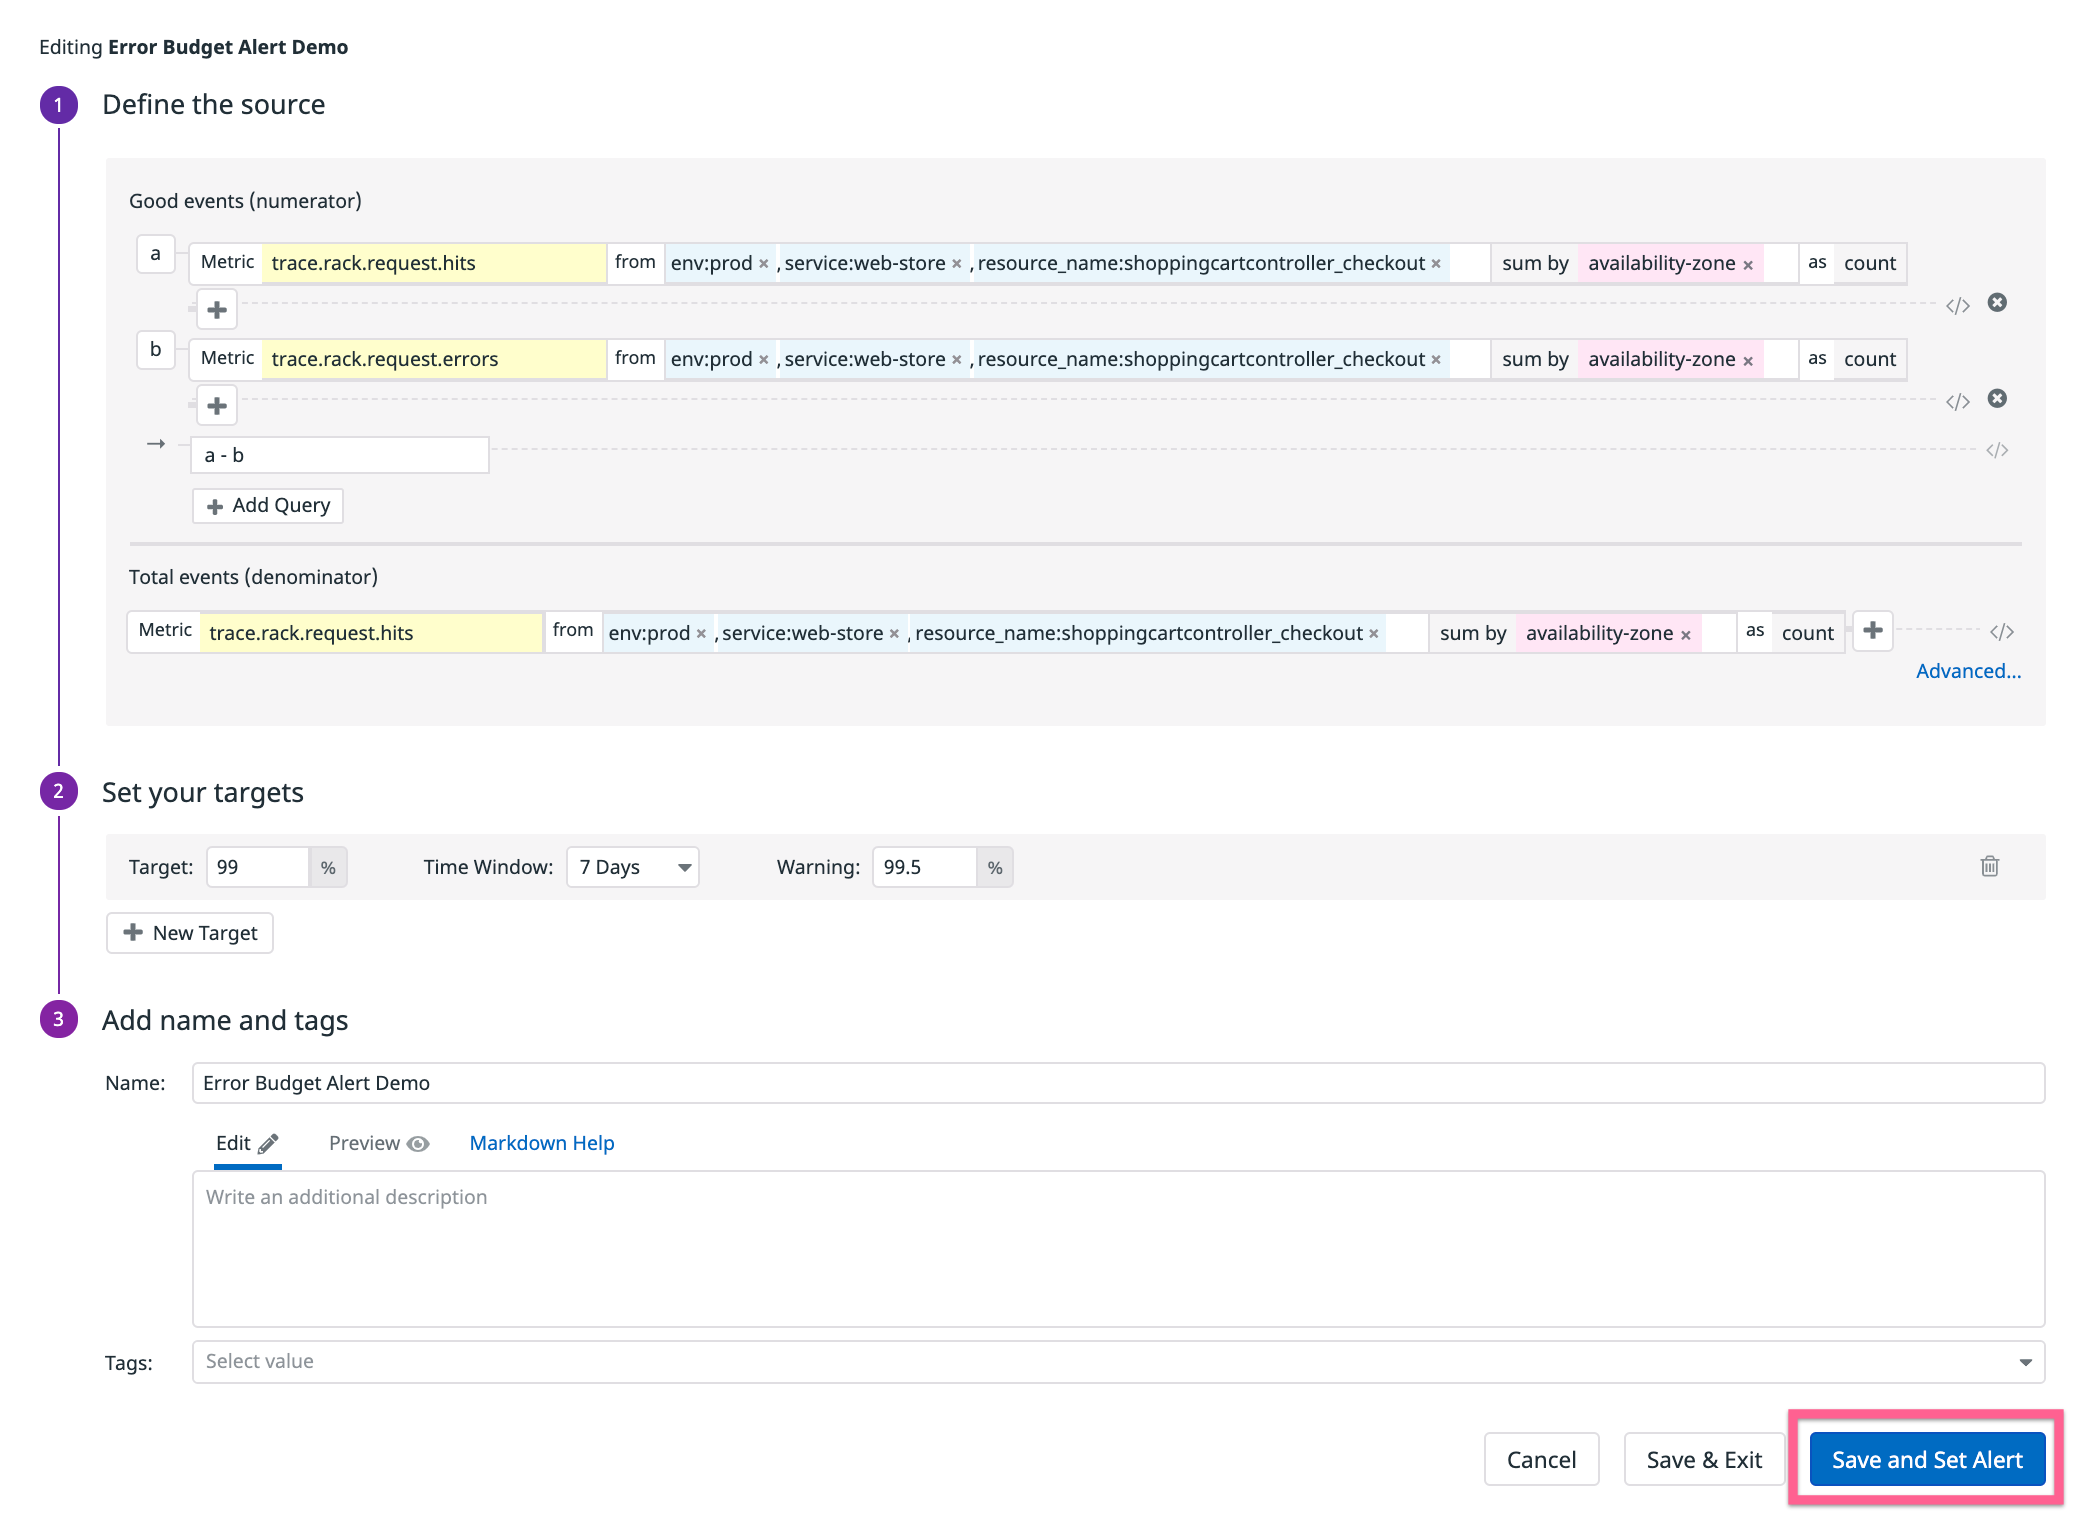 Editing Error Budget Alert Demo
1 Define the source
Good events (numerator)
a Metric trace.rack.request.hits from env:prod × , service:web-store × , resource_name:shoppingcartcontroller_checkout × sum by availability-zone × as count
+ </>
b Metric trace.rack.request.errors from env:prod × , service:web-store × , resource_name:shoppingcartcontroller_checkout × sum by availability-zone × as count
+ </>
→ a - b </>
+ Add Query
Total events (denominator)
Metric trace.rack.request.hits from env:prod × , service:web-store × , resource_name:shoppingcartcontroller_checkout × sum by availability-zone × as count + </>
Advanced...
2 Set your targets
Target: 99 % Time Window: 7 Days Warning: 99.5 %
+ New Target
3 Add name and tags
Name: Error Budget Alert Demo
Edit Preview Markdown Help
Write an additional description
Tags: Select value
Cancel Save & Exit Save and Set Alert